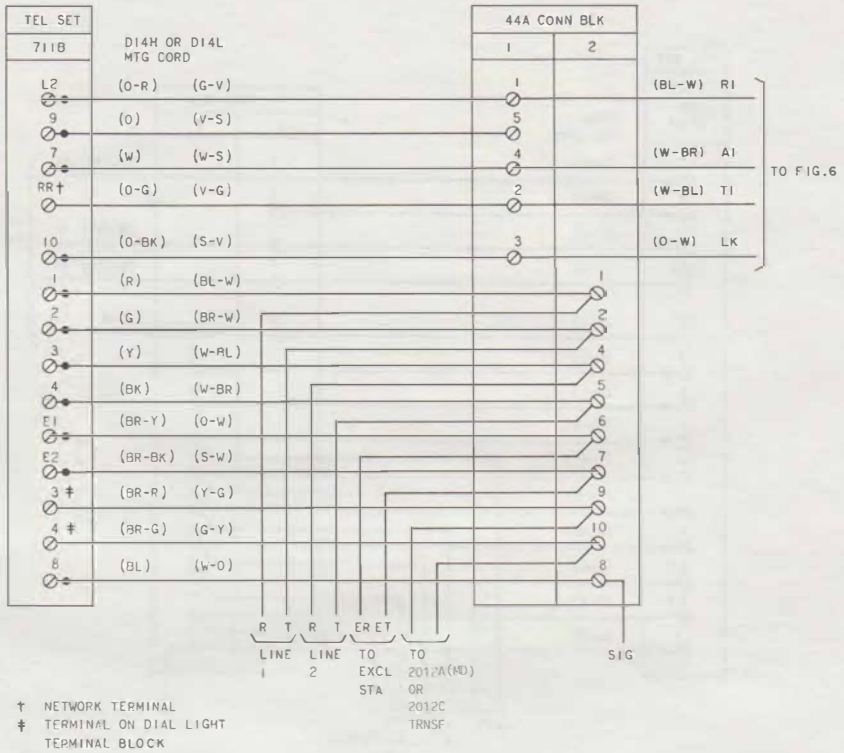 TEL SET
711B
D14H OR D14L
MTG CORD
44A CONN BLK
1 2
L2 (O-R) (G-V) 1 (BL-W) R1
9 (O) (V-S) 5
7 (W) (W-S) 4 (W-BR) A1
TO FIG.6
RR† (O-G) (V-G) 2 (W-BL) T1
10 (O-BK) (S-V) 3 (O-W) LK
1 (R) (BL-W) 1
2 (G) (BR-W) 2
3 (Y) (W-BL) 4
4 (BK) (W-BR) 5
E1 (BR-Y) (O-W) 6
E2 (BR-BK) (S-W) 7
3 ‡ (BR-R) (Y-G) 9
4 ‡ (BR-G) (G-Y) 10
8 (BL) (W-O) 8
R T R T ER ET
LINE 1
LINE 2
TO EXCL STA
TO 2012A(MD) OR 2012C TRNSF
SIG
† NETWORK TERMINAL
‡ TERMINAL ON DIAL LIGHT
TERMINAL BLOCK